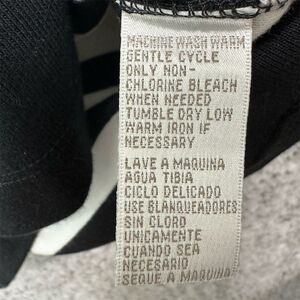 MACHINE WASH WARM
GENTLE CYCLE
ONLY NON-
CHLORINE BLEACH
WHEN NEEDED
TUMBLE DRY LOW
WARM IRON IF
NECESSARY
LAVE A MAQUINA
AGUA TIBIA
CICLO DELICADO
USE BLANQUEADORES
SIN CLORO
UNICAMENTE
CUANDO SEA
NECESARIO
SEQUE A MAQUINA